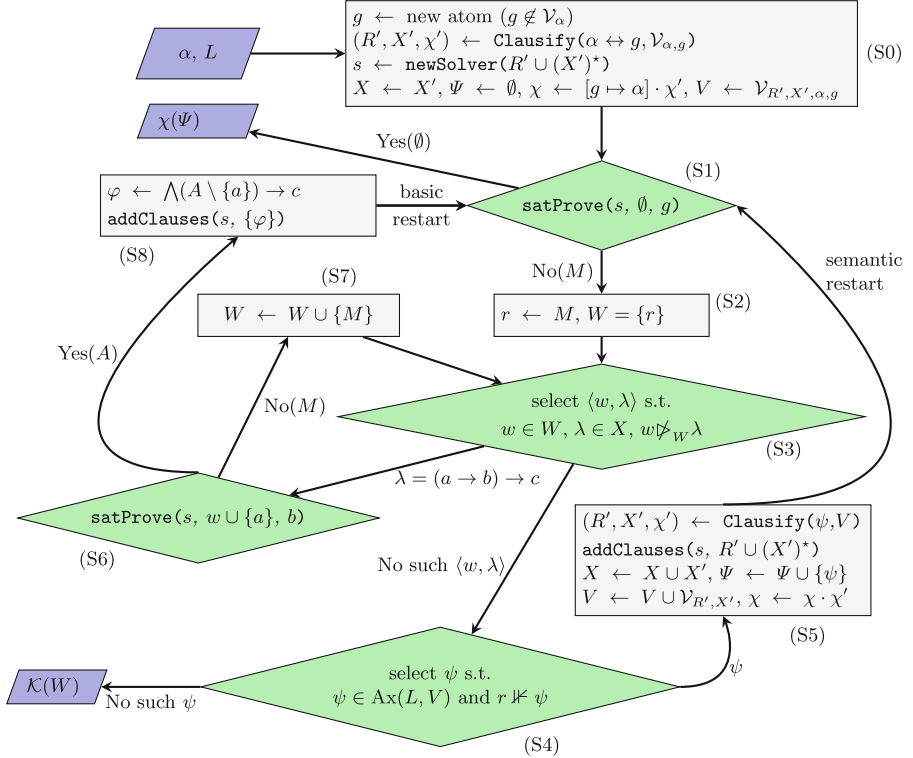 α, L
g ← new atom (g ∉ 𝒱_α)
(R′, X′, χ′) ← Clausify(α ↔ g, 𝒱_{α,g})
s ← newSolver(R′ ∪ (X′)*)
X ← X′, Ψ ← ∅, χ ← [g ↦ α] · χ′, V ← 𝒱_{R′,X′,α,g}
(S0)
χ(Ψ)
Yes(∅)
(S1)
satProve(s, ∅, g)
φ ← ⋀(A \ {a}) → c
addClauses(s, {φ})
(S8)
basic
restart
semantic
restart
No(M)
(S2)
r ← M, W = {r}
(S7)
W ← W ∪ {M}
Yes(A)
No(M)
select ⟨w, λ⟩ s.t.
w ∈ W, λ ∈ X, w ⋫_W λ
(S3)
λ = (a → b) → c
satProve(s, w ∪ {a}, b)
(S6)
No such ⟨w, λ⟩
(R′, X′, χ′) ← Clausify(ψ,V)
addClauses(s, R′ ∪ (X′)*)
X ← X ∪ X′, Ψ ← Ψ ∪ {ψ}
V ← V ∪ 𝒱_{R′,X′}, χ ← χ · χ′
(S5)
ψ
select ψ s.t.
ψ ∈ Ax(L, V) and r ⊮ ψ
(S4)
No such ψ
𝒦(W)